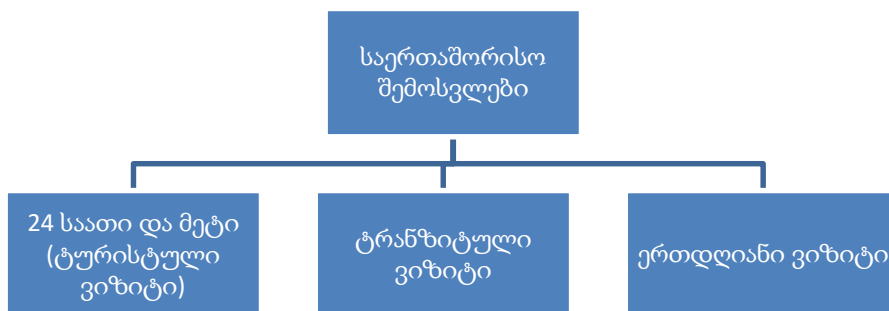 საერთაშორისო
შემოსვლები
24 საათი და მეტი
(ტურისტული
ვიზიტი)
ტრანზიტული
ვიზიტი
ერთდღიანი ვიზიტი